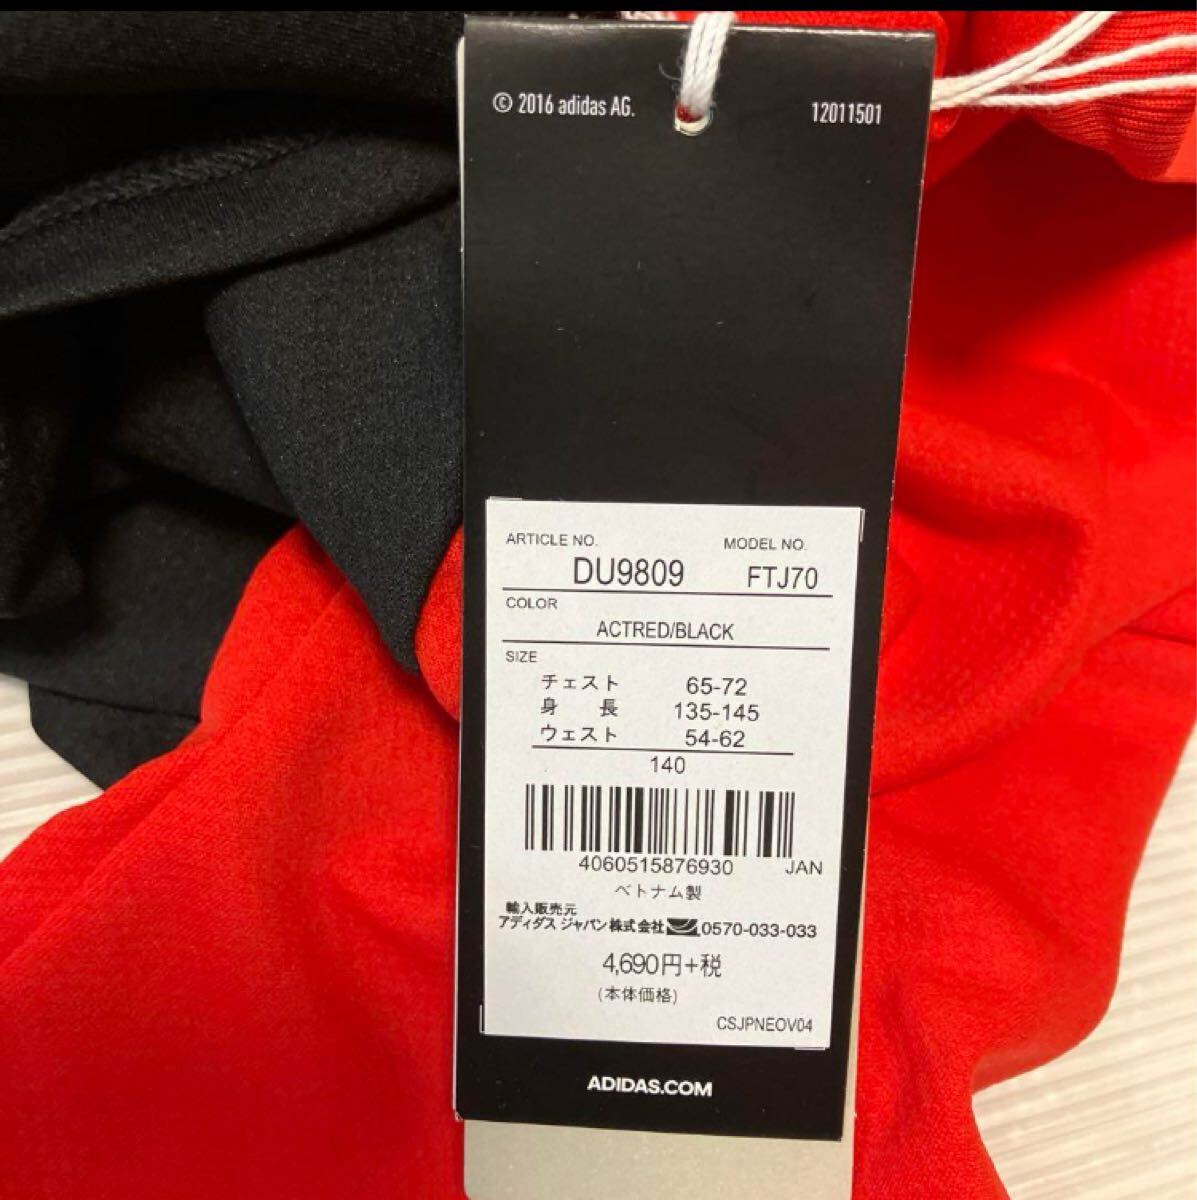 © 2016 adidas AG.
12011501
ARTICLE NO.
MODEL NO.
DU9809
FTJ70
COLOR
ACTRED/BLACK
SIZE
チェスト 65-72
身長 135-145
ウェスト 54-62
140
4060515876930 JAN
ベトナム製
輸入販売元
アディダス ジャパン株式会社 0570-033-033
4,690円+税
(本体価格)
CSJPNEOV04
ADIDAS.COM